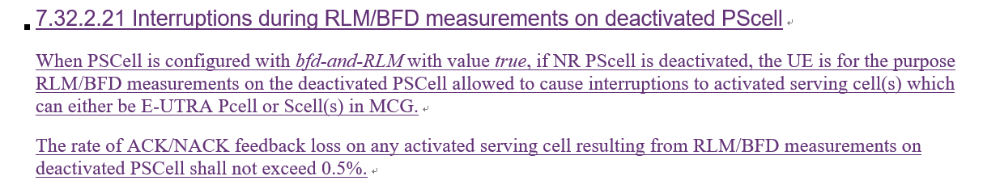 7.32.2.21 Interruptions during RLM/BFD measurements on deactivated PScell
When PSCell is configured with bfd-and-RLM with value true, if NR PScell is deactivated, the UE is for the purpose
RLM/BFD measurements on the deactivated PSCell allowed to cause interruptions to activated serving cell(s) which
can either be E-UTRA Pcell or Scell(s) in MCG.
The rate of ACK/NACK feedback loss on any activated serving cell resulting from RLM/BFD measurements on
deactivated PSCell shall not exceed 0.5%.